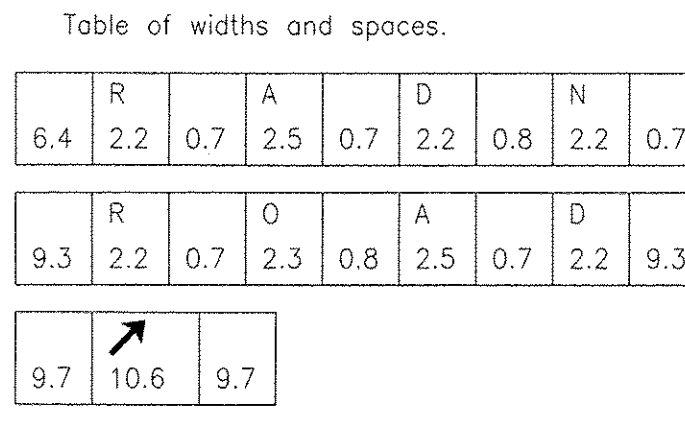 Table of widths and spaces.
R A D N
6.4 2.2 0.7 2.5 0.7 2.2 0.8 2.2 0.7
R O A D
9.3 2.2 0.7 2.3 0.8 2.5 0.7 2.2 9.3
9.7 10.6 9.7